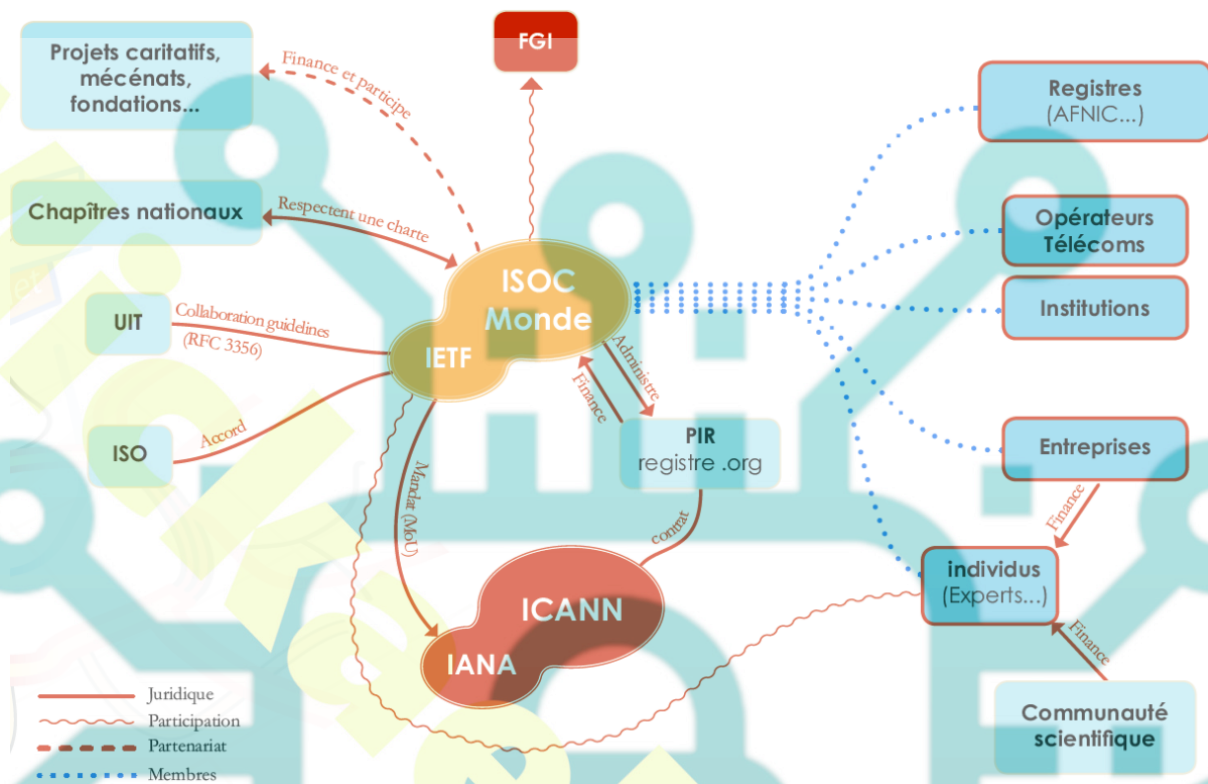 Projets caritatifs,
mécénats,
fondations...
Finance et participe
FGI
Registres
(AFNIC...)
Chapîtres nationaux
Respectent une charte
Opérateurs
Télécoms
ISOC
Monde
Institutions
UIT
Collaboration guidelines
(RFC 3356)
IETF
Administre
Finance
ISO
Accord
PIR
registre .org
Entreprises
Mandat (MoU)
contrat
Finance
individus
(Experts...)
ICANN
IANA
Finance
Communauté
scientifique
Juridique
Participation
Partenariat
Membres